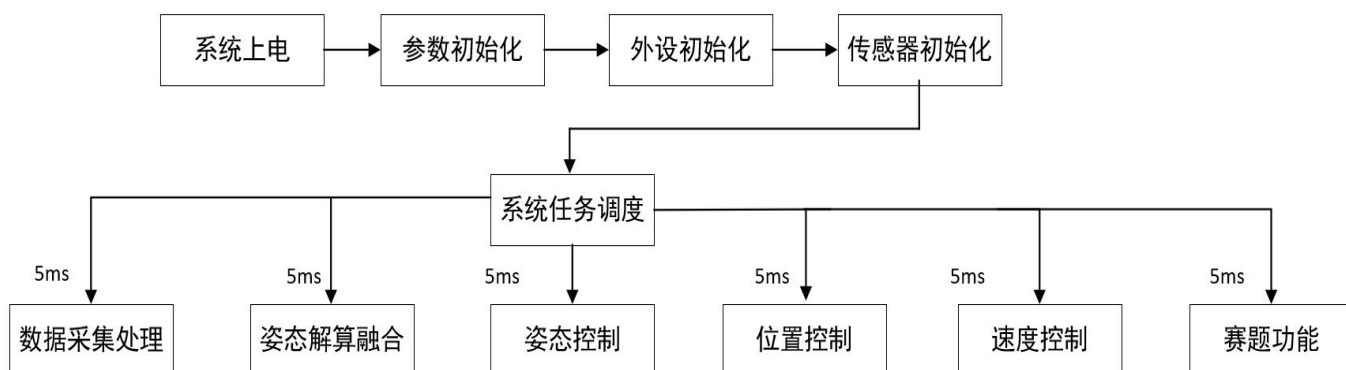 系统上电
参数初始化
外设初始化
传感器初始化
系统任务调度
5ms
5ms
5ms
5ms
5ms
5ms
数据采集处理
姿态解算融合
姿态控制
位置控制
速度控制
赛题功能